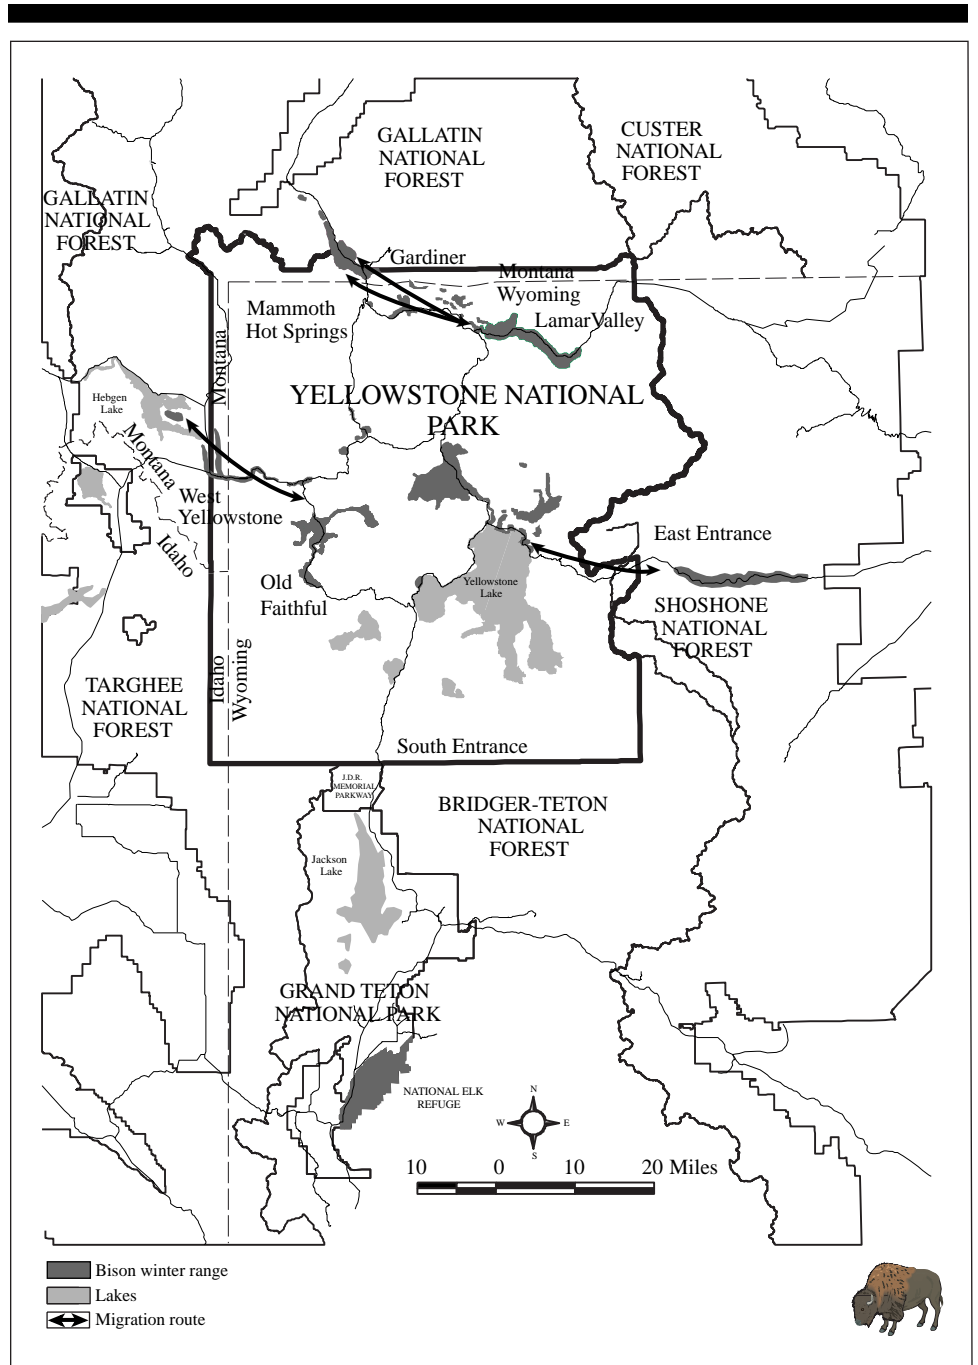 GALLATIN
NATIONAL
FOREST
CUSTER
NATIONAL
FOREST
GALLATIN
NATIONAL
FOREST
Gardiner
Montana
Wyoming
Mammoth
Hot Springs
LamarValley
Montana
YELLOWSTONE NATIONAL
PARK
Hebgen
Lake
Montana
Idaho
West
Yellowstone
East Entrance
Old
Faithful
Yellowstone
Lake
SHOSHONE
NATIONAL
FOREST
Idaho
Wyoming
TARGHEE
NATIONAL
FOREST
South Entrance
J.D.R.
MEMORIAL
PARKWAY
BRIDGER-TETON
NATIONAL
FOREST
Jackson
Lake
GRAND TETON
NATIONAL PARK
NATIONAL ELK
REFUGE
N
W E
S
10 0 10 20 Miles
Bison winter range
Lakes
Migration route